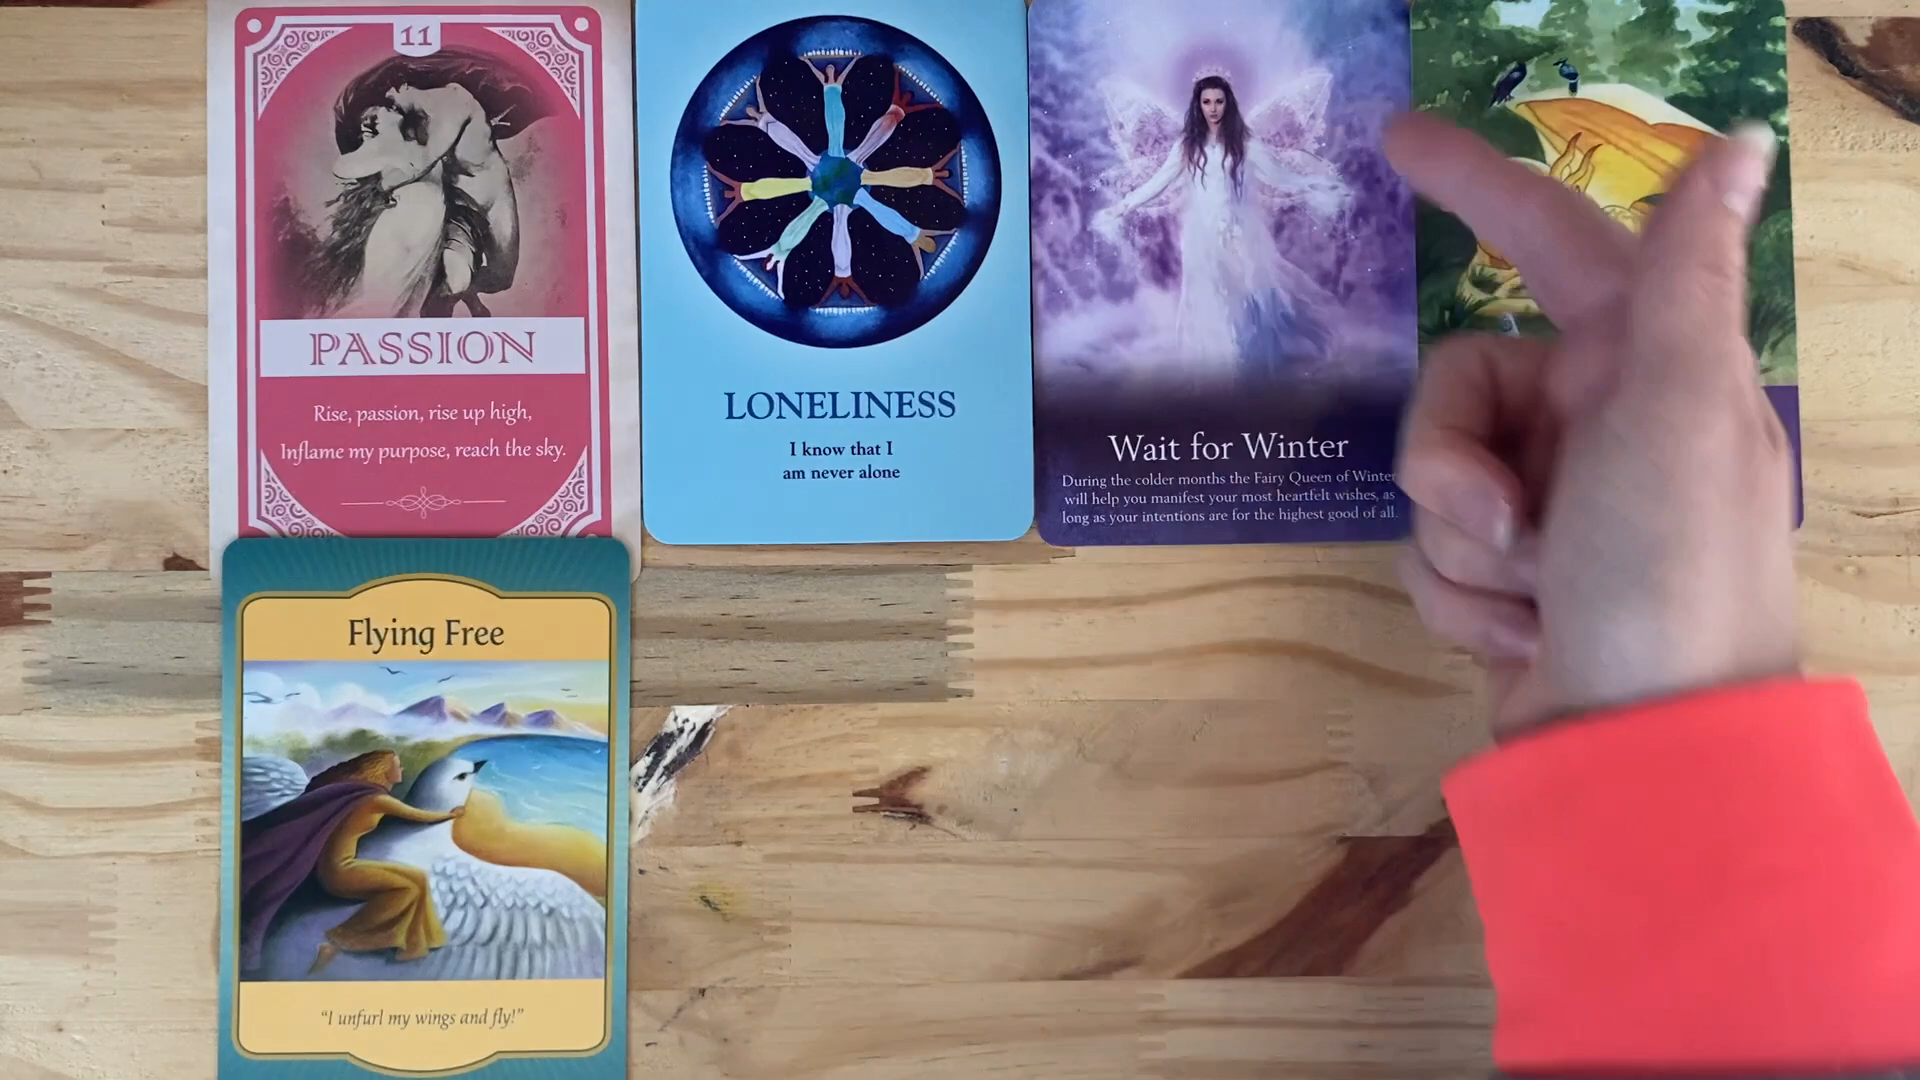 11
PASSION
Rise, passion, rise up high,
Inflame my purpose, reach the sky.
LONELINESS
I know that I
am never alone
Wait for Winter
During the colder months the Fairy Queen of Winter
will help you manifest your most heartfelt wishes, as
long as your intentions are for the highest good of all.
Flying Free
"I unfurl my wings and fly!"